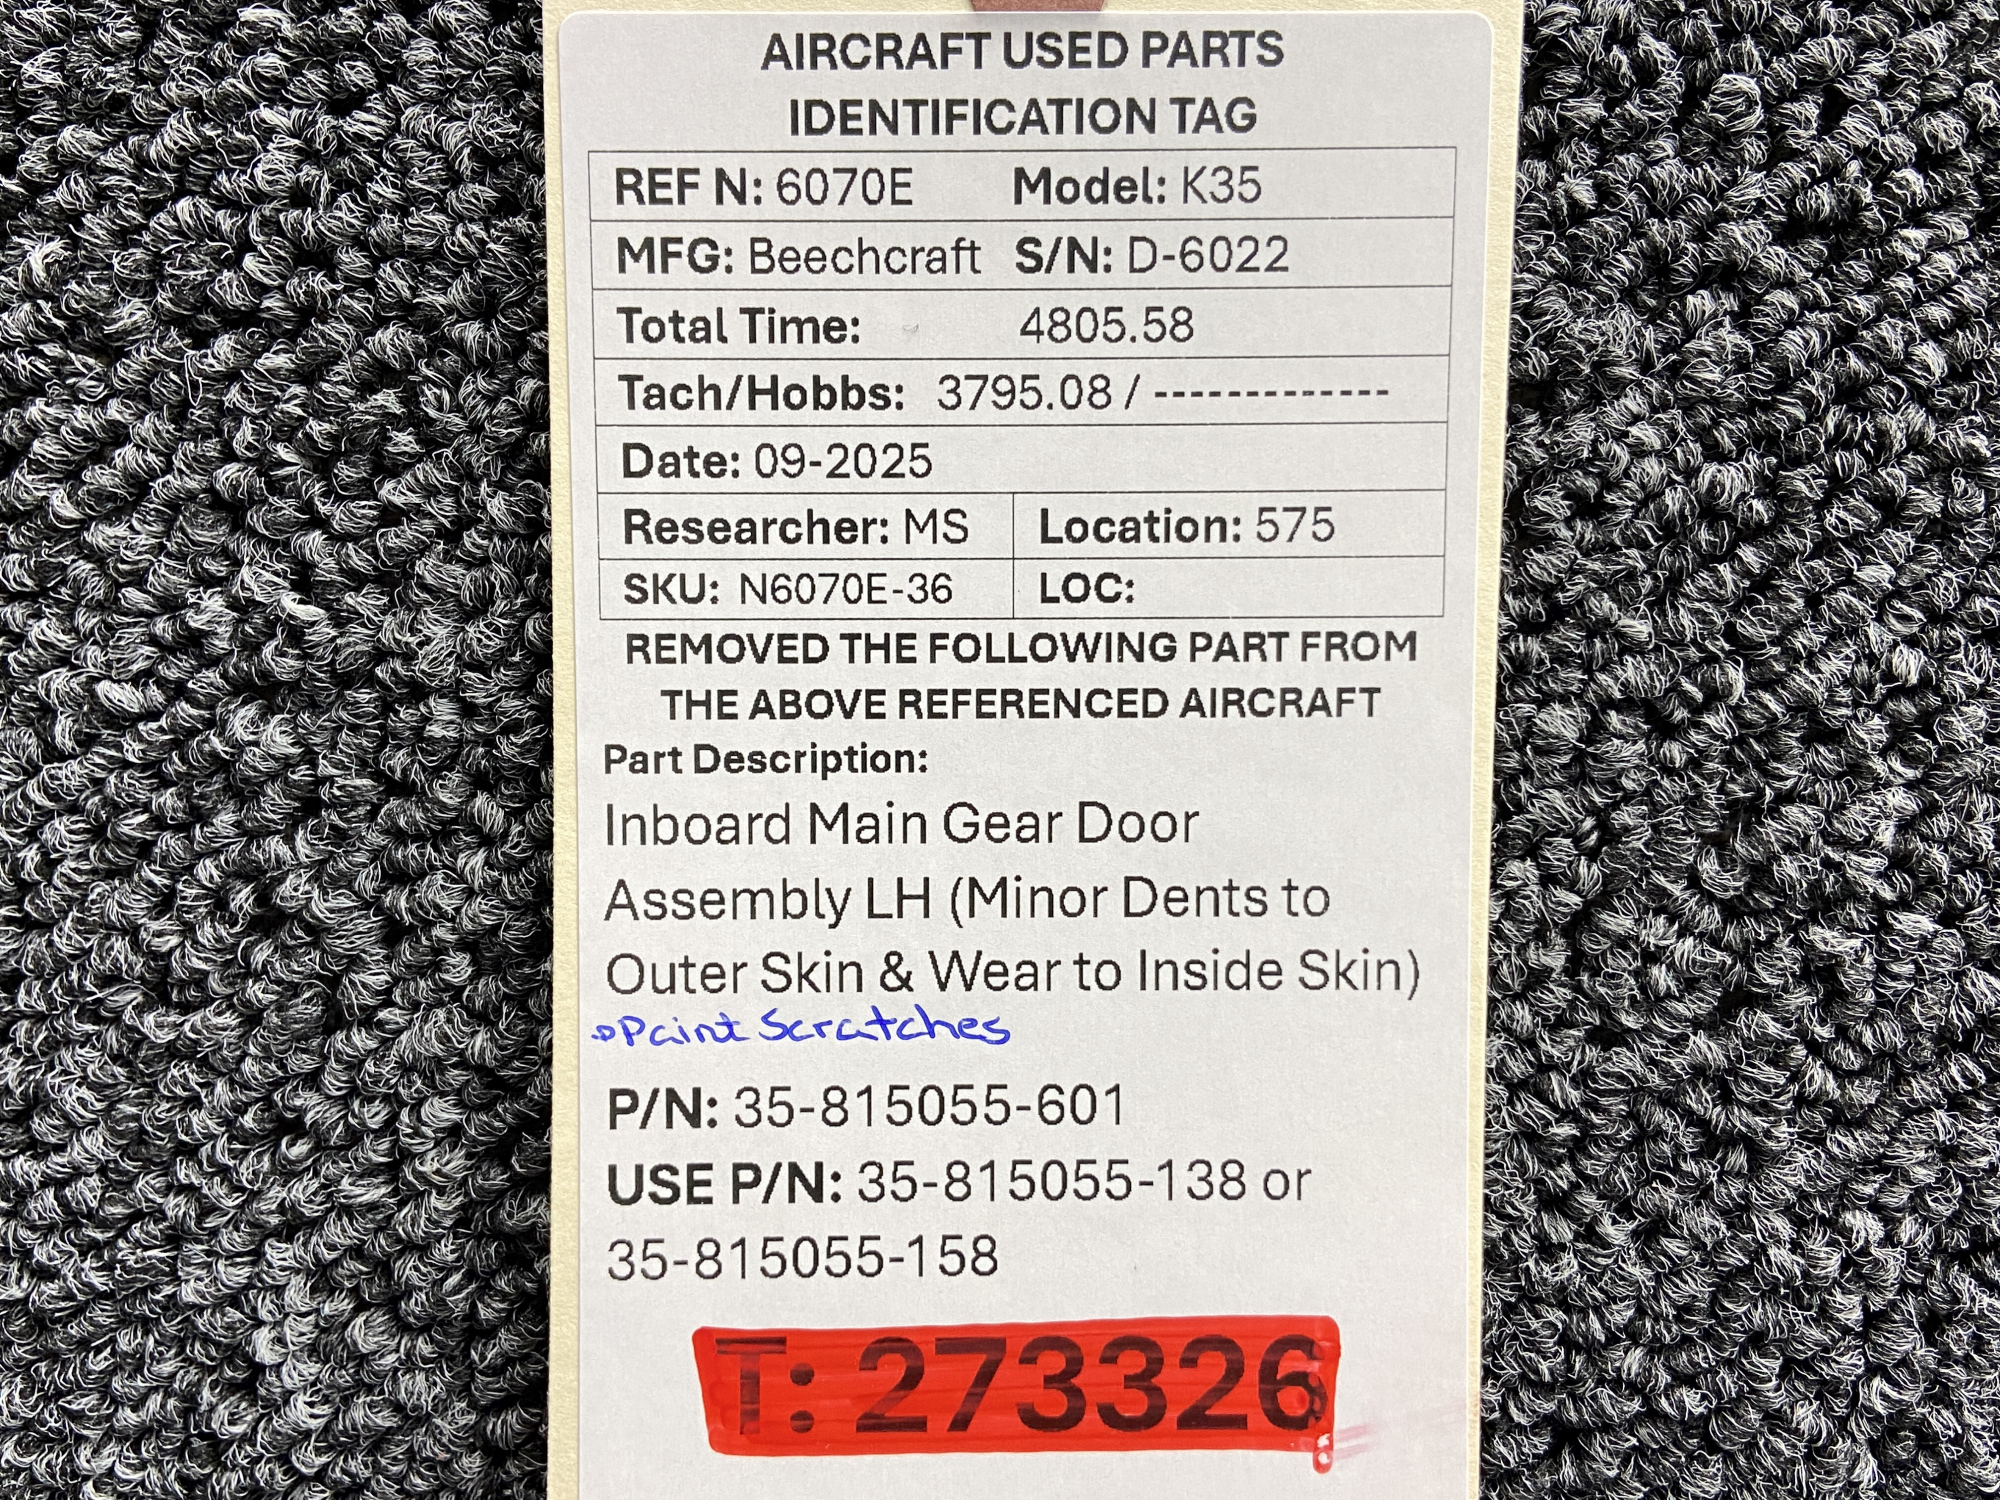 AIRCRAFT USED PARTS
IDENTIFICATION TAG
REF N: 6070E Model: K35
MFG: Beechcraft S/N: D-6022
Total Time: 4805.58
Tach/Hobbs: 3795.08 / -------------
Date: 09-2025
Researcher: MS Location: 575
SKU: N6070E-36 LOC:
REMOVED THE FOLLOWING PART FROM
THE ABOVE REFERENCED AIRCRAFT
Part Description:
Inboard Main Gear Door
Assembly LH (Minor Dents to
Outer Skin & Wear to Inside Skin)
Paint Scratches
P/N: 35-815055-601
USE P/N: 35-815055-138 or
35-815055-158
T: 273326